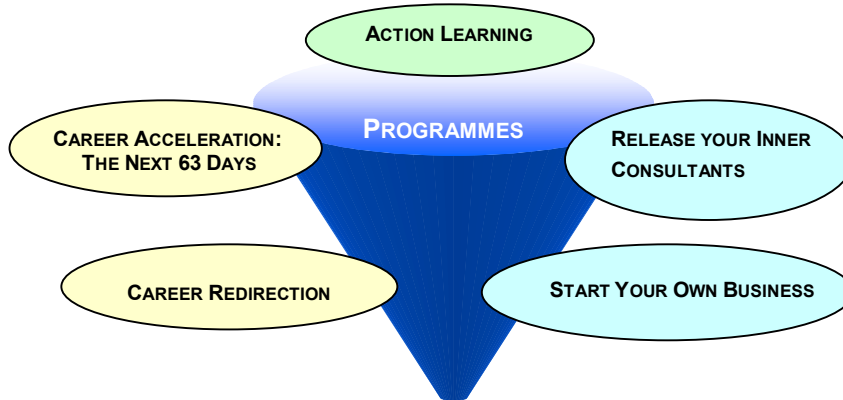 ACTION LEARNING
PROGRAMMES
CAREER ACCELERATION:
THE NEXT 63 DAYS
RELEASE YOUR INNER
CONSULTANTS
CAREER REDIRECTION
START YOUR OWN BUSINESS